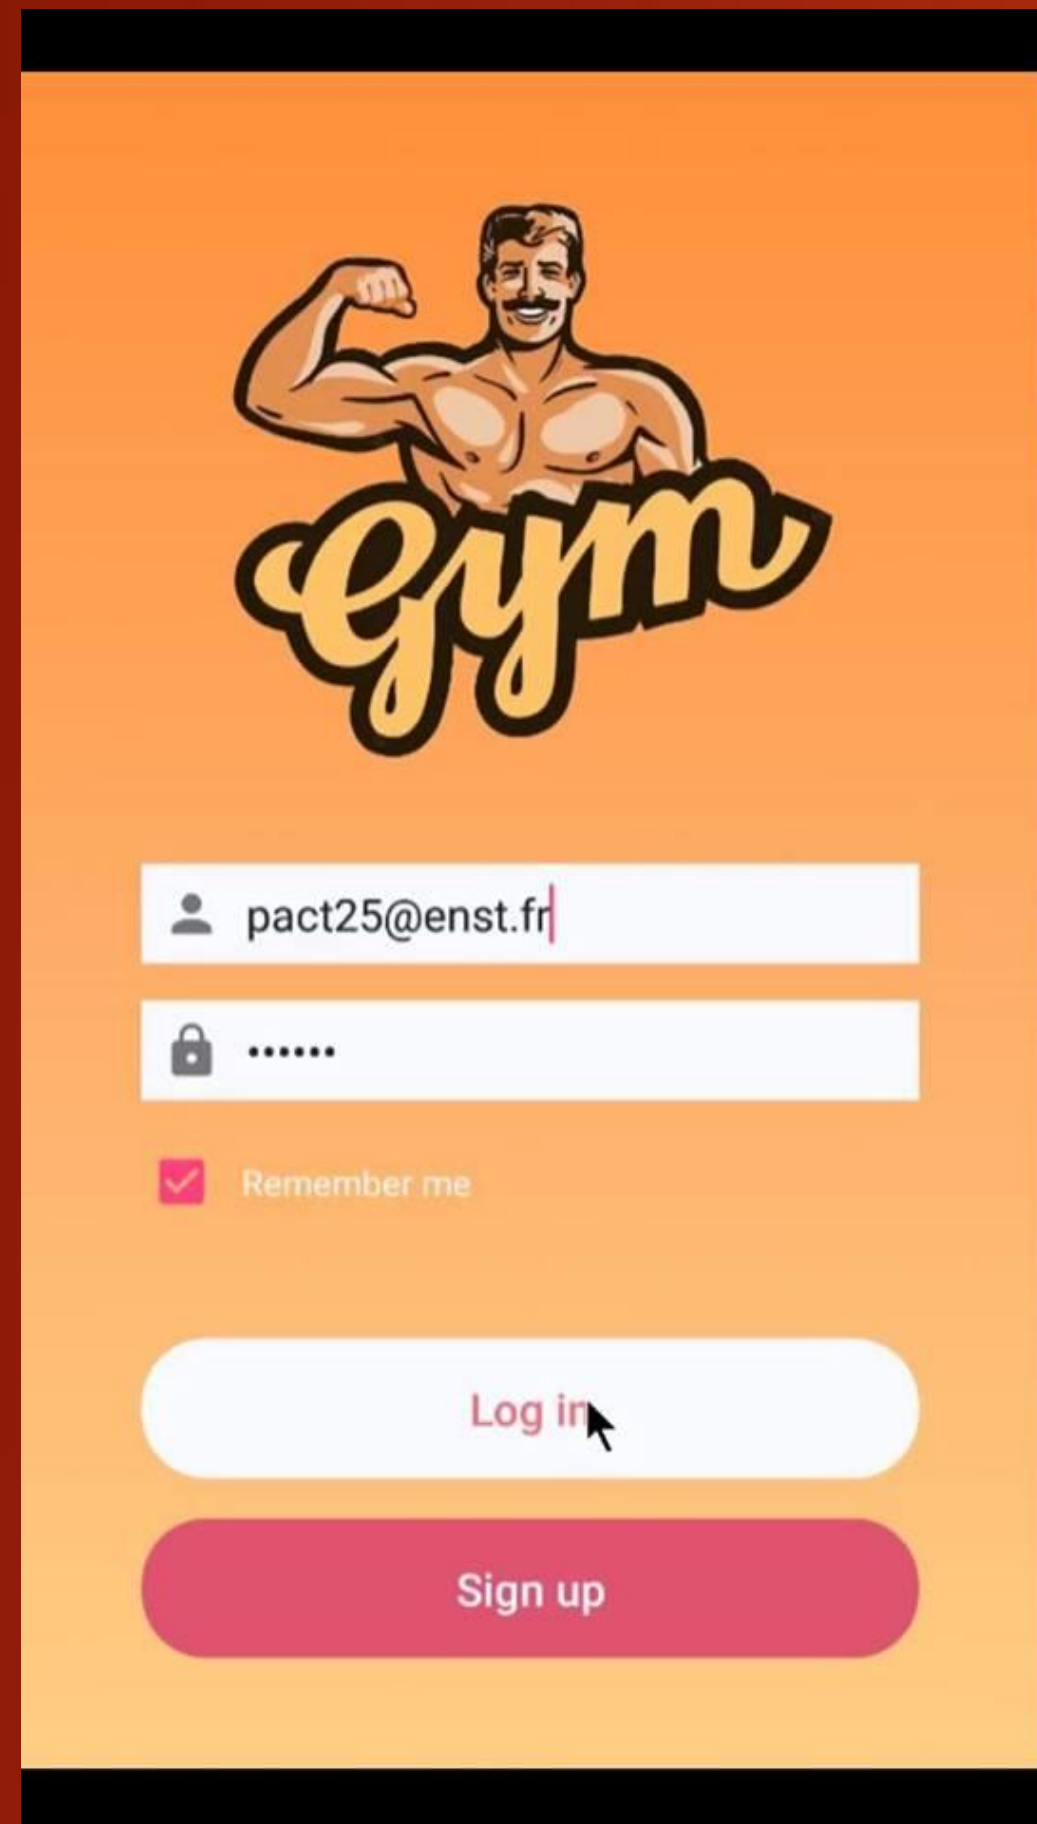 Gym
pact25@enst.fr
••••••
Remember me
Log in
Sign up